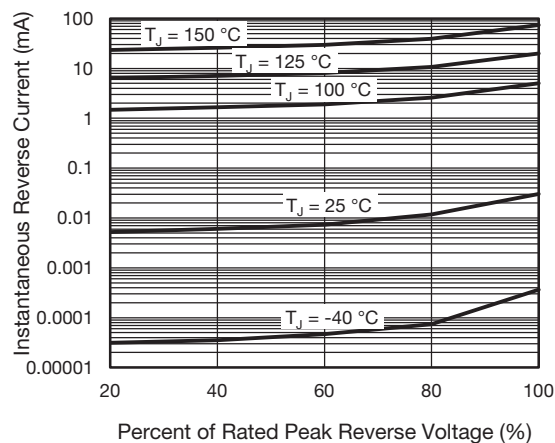 Instantaneous Reverse Current (mA)
100
10
1
0.1
0.01
0.001
0.0001
0.00001
T_J = 150 °C
T_J = 125 °C
T_J = 100 °C
T_J = 25 °C
T_J = -40 °C
20 40 60 80 100
Percent of Rated Peak Reverse Voltage (%)